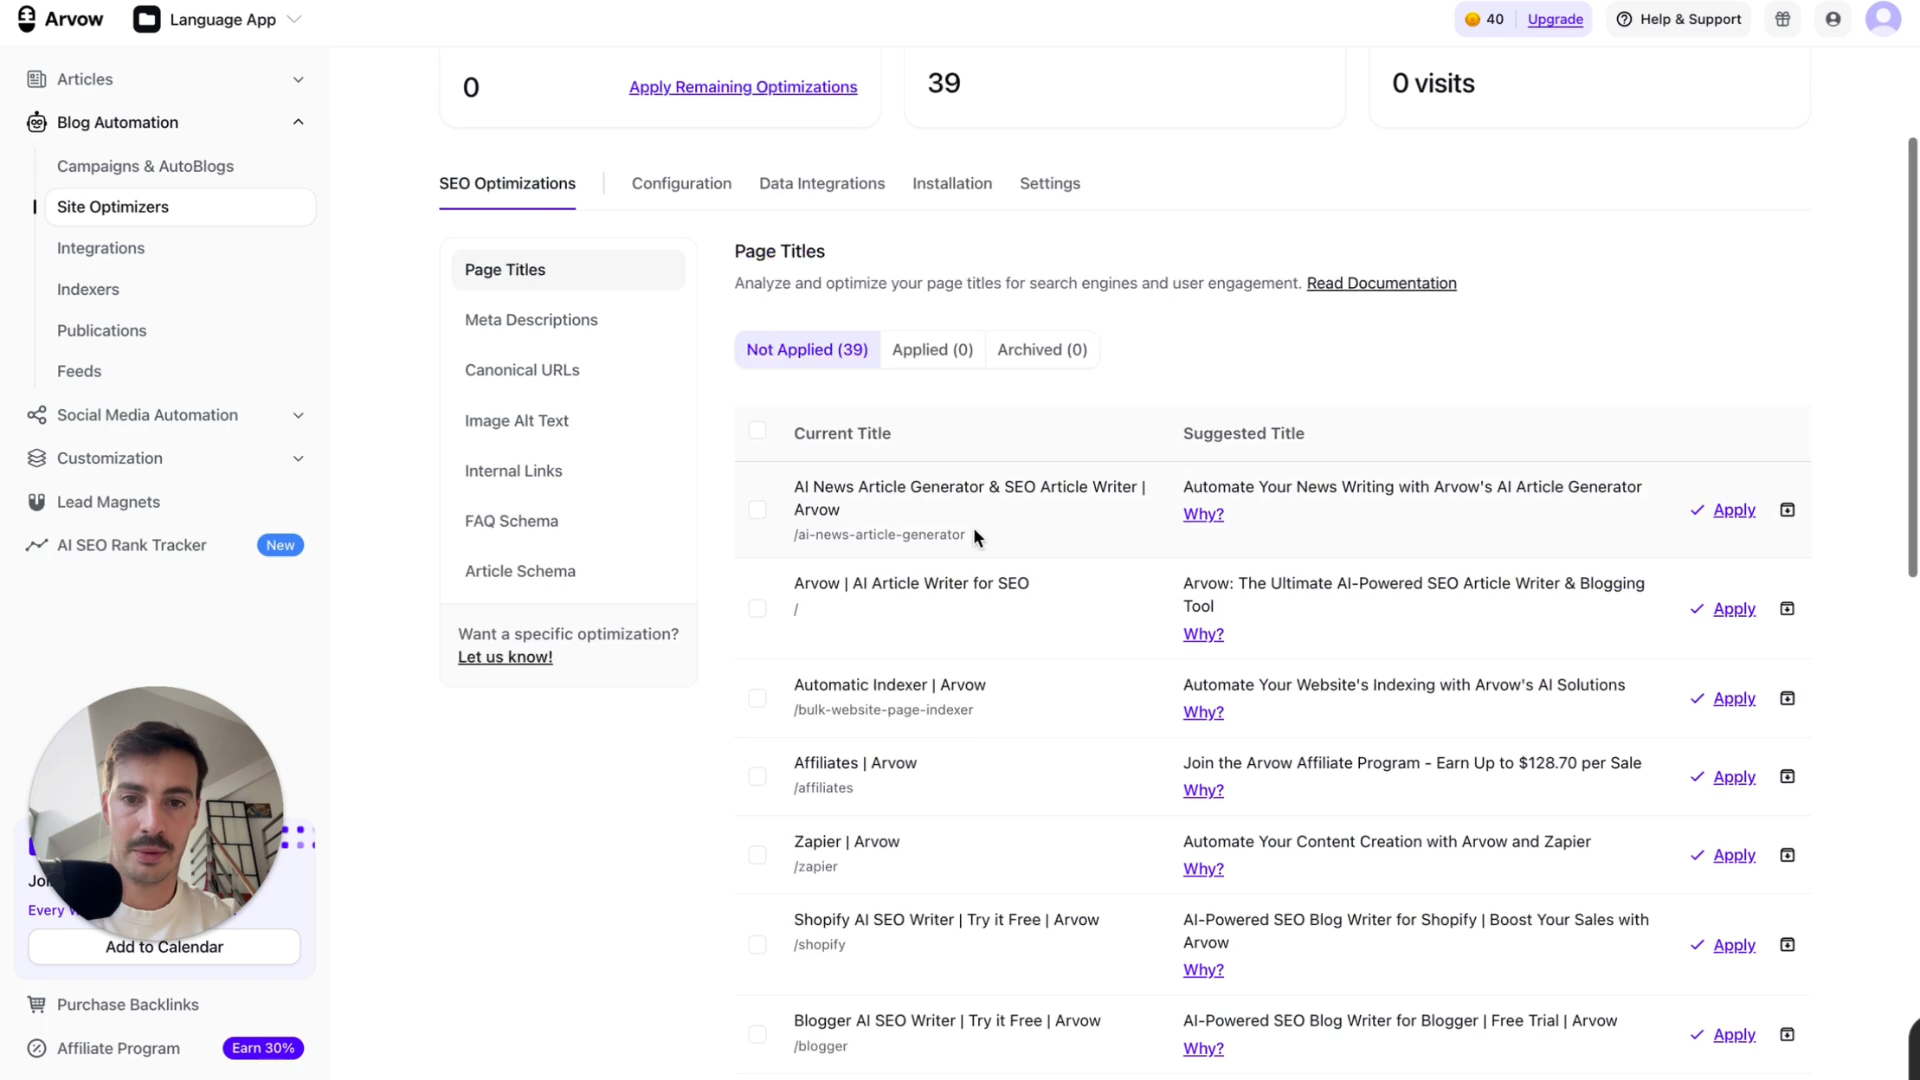 Arvow
Language App
40
Upgrade
Help & Support
Articles
Blog Automation
Campaigns & AutoBlogs
Site Optimizers
Integrations
Indexers
Publications
Feeds
Social Media Automation
Customization
Lead Magnets
AI SEO Rank Tracker
New
Every
Add to Calendar
Purchase Backlinks
Affiliate Program
Earn 30%
0
Apply Remaining Optimizations
39
0 visits
SEO Optimizations
Configuration
Data Integrations
Installation
Settings
Page Titles
Meta Descriptions
Canonical URLs
Image Alt Text
Internal Links
FAQ Schema
Article Schema
Want a specific optimization?
Let us know!
Page Titles
Analyze and optimize your page titles for search engines and user engagement. Read Documentation
Not Applied (39)
Applied (0)
Archived (0)
Current Title
Suggested Title
AI News Article Generator & SEO Article Writer |
Arvow
/ai-news-article-generator
Automate Your News Writing with Arvow's AI Article Generator
Why?
Apply
Arvow | AI Article Writer for SEO
/
Arvow: The Ultimate AI-Powered SEO Article Writer & Blogging
Tool
Why?
Apply
Automatic Indexer | Arvow
/bulk-website-page-indexer
Automate Your Website's Indexing with Arvow's AI Solutions
Why?
Apply
Affiliates | Arvow
/affiliates
Join the Arvow Affiliate Program - Earn Up to $128.70 per Sale
Why?
Apply
Zapier | Arvow
/zapier
Automate Your Content Creation with Arvow and Zapier
Why?
Apply
Shopify AI SEO Writer | Try it Free | Arvow
/shopify
AI-Powered SEO Blog Writer for Shopify | Boost Your Sales with
Arvow
Why?
Apply
Blogger AI SEO Writer | Try it Free | Arvow
/blogger
AI-Powered SEO Blog Writer for Blogger | Free Trial | Arvow
Why?
Apply